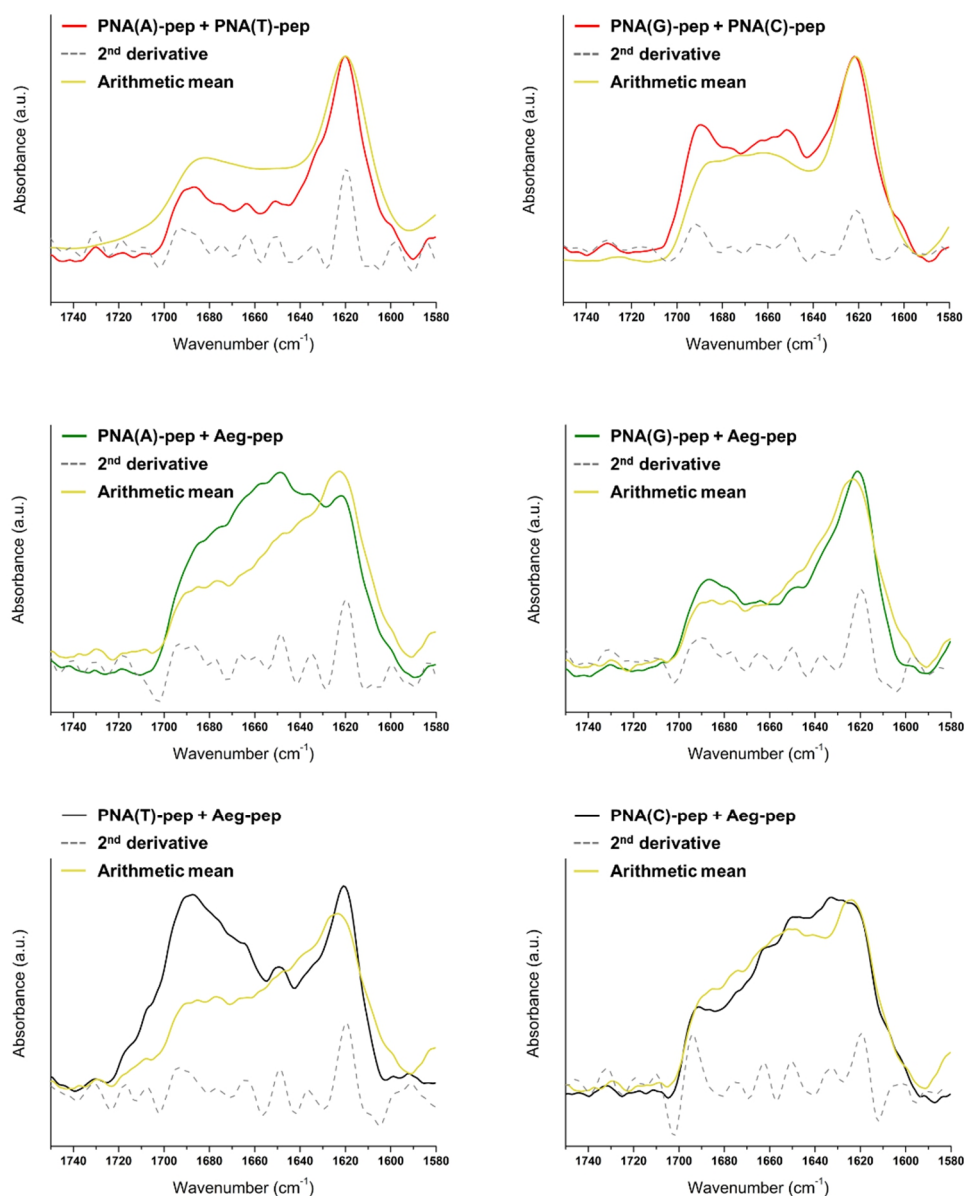 PNA(A)-pep + PNA(T)-pep
2nd derivative
Arithmetic mean
Absorbance (a.u.)
1740 1720 1700 1680 1660 1640 1620 1600 1580
Wavenumber (cm-1)
PNA(G)-pep + PNA(C)-pep
2nd derivative
Arithmetic mean
Absorbance (a.u.)
1740 1720 1700 1680 1660 1640 1620 1600 1580
Wavenumber (cm-1)
PNA(A)-pep + Aeg-pep
2nd derivative
Arithmetic mean
Absorbance (a.u.)
1740 1720 1700 1680 1660 1640 1620 1600 1580
Wavenumber (cm-1)
PNA(G)-pep + Aeg-pep
2nd derivative
Arithmetic mean
Absorbance (a.u.)
1740 1720 1700 1680 1660 1640 1620 1600 1580
Wavenumber (cm-1)
PNA(T)-pep + Aeg-pep
2nd derivative
Arithmetic mean
Absorbance (a.u.)
1740 1720 1700 1680 1660 1640 1620 1600 1580
Wavenumber (cm-1)
PNA(C)-pep + Aeg-pep
2nd derivative
Arithmetic mean
Absorbance (a.u.)
1740 1720 1700 1680 1660 1640 1620 1600 1580
Wavenumber (cm-1)